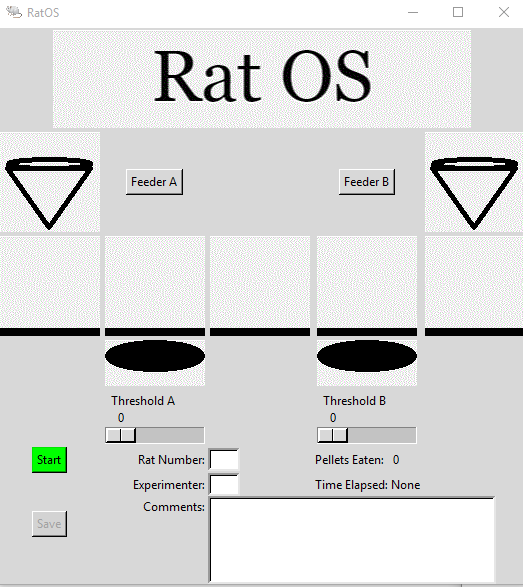 RatOS
Rat OS
Feeder A
Feeder B
Threshold A
Threshold B
0
0
Start
Rat Number:
Pellets Eaten: 0
Experimenter:
Time Elapsed: None
Comments:
Save